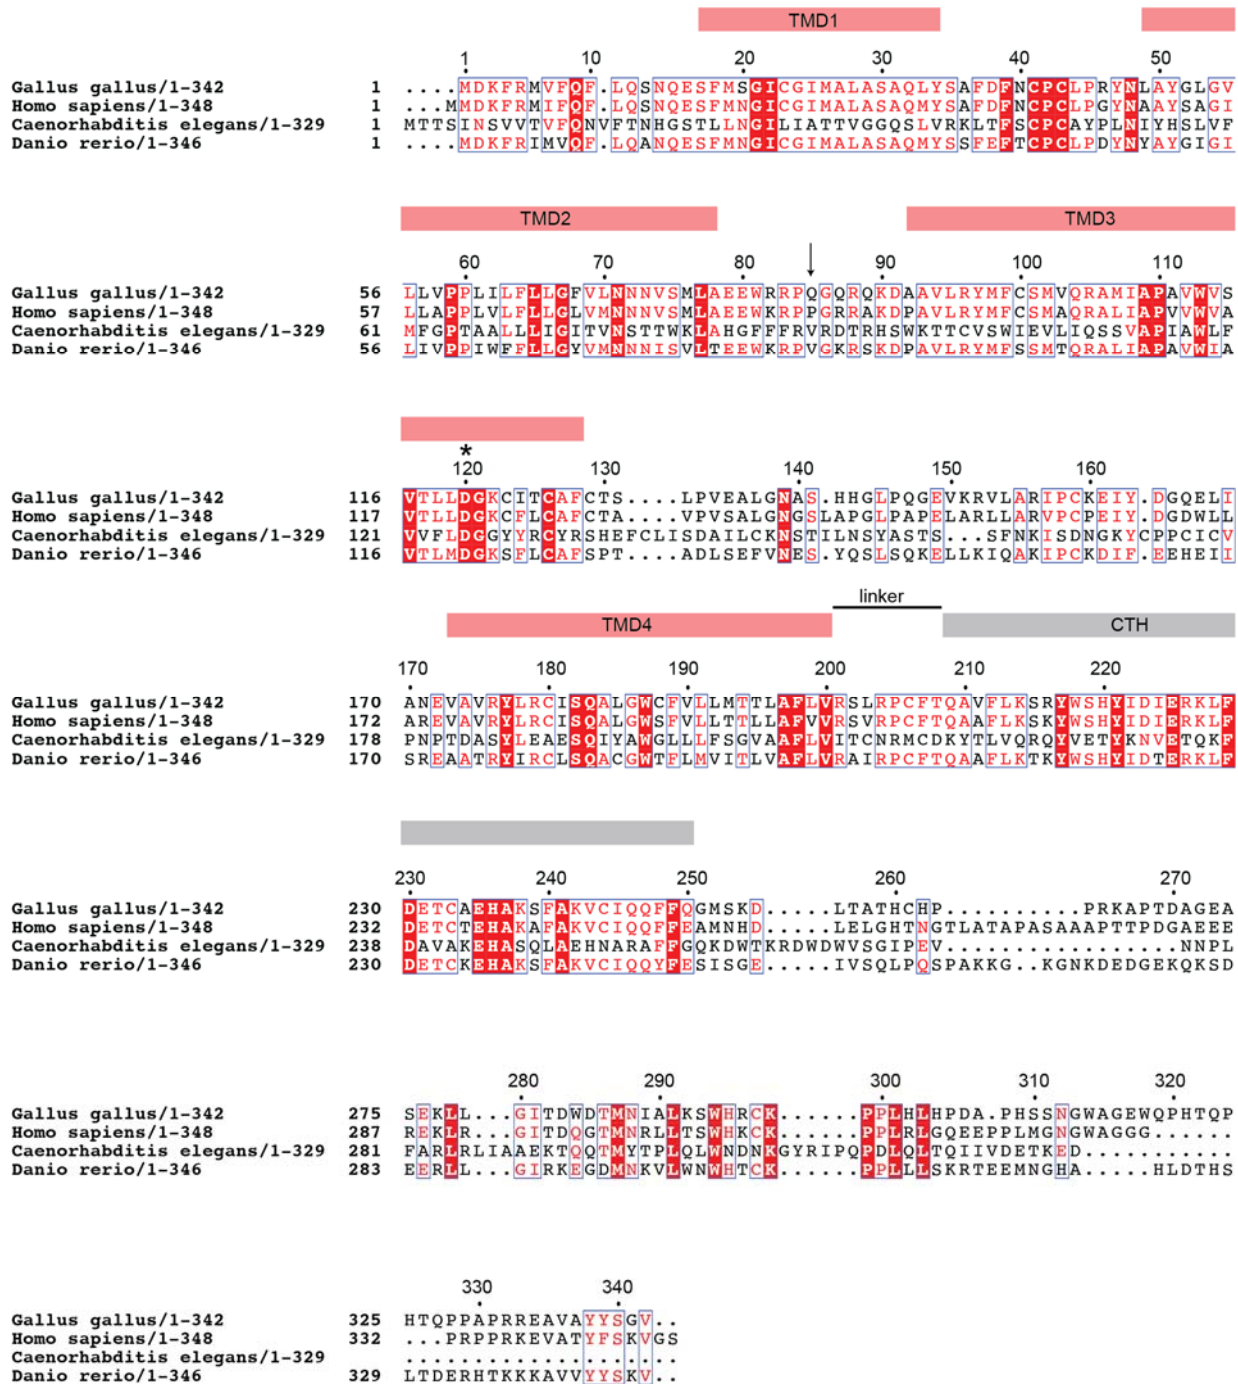 TMD1
1 10 20 30 40 50
Gallus gallus/1-342 1 ....MDKFRMVFQF.LQSNQESFMSGICGIMALASAQLYSAFDFNCPCLPRYNLAYGLGV
Homo sapiens/1-348 1 ...MMDKFRMIFQF.LQSNQESFMNGICGIMALASAQMYSAFDFNCPCLPGYNAAYSAGI
Caenorhabditis elegans/1-329 1 MTTSINSVVTVFQNVFTNHGSTLLNGILIATTVGGQSLVRKLTFSCPCAYPLNIYHSLVF
Danio rerio/1-346 1 ....MDKFRIMVQF.LQANQESFMNGICGIMALASAQMYSSFEFTCPCLPDYNYAYGIGI
TMD2 TMD3
60 70 80 90 100 110
Gallus gallus/1-342 56 LLVPPLILFLLGFVLNNNVSMLAEEWRRPQGQRQKDAAVLRYMFCSMVQRAMIAPAVWVS
Homo sapiens/1-348 57 LLAPPLVLFLLGLVMNNNVSMLAEEWKRPPGRRAKDPAVLRYMFCSMAQRALIAPVVWVA
Caenorhabditis elegans/1-329 61 MFGPTAALLLIGITVNSTTWKLAHGFFFRVRDTRHSWKTTCVSWIEVLIQSSVAPIAWLF
Danio rerio/1-346 56 LIVPPIWFFLLGYVMNNNISVLTEEWKRPVGKRSKDPAVLRYMFSSMTQRALIAPAVWIA
*
120 130 140 150 160
Gallus gallus/1-342 116 VTLLDGKCITCAFCTS....LPVEALGNAS.HHGLPQGEVKRVLARIPCKEIY.DGQELI
Homo sapiens/1-348 117 VTLLDGKCFLCAFCTA....VPVSALGNGSLAPGLPAPELARLLARVPCPEIY.DGDWLL
Caenorhabditis elegans/1-329 121 VVFLDGGYYRCYRSHEFCLISDAILCKNSTILNSYASTS...SFNKISDNGKYCPPCICV
Danio rerio/1-346 116 VTLMDGKSFLCAFSPT....ADLSEFVNES.YQSLSQKELLKIQAKIPCKDIF.EEHEII
linker
TMD4 CTH
170 180 190 200 210 220
Gallus gallus/1-342 170 ANEVAVRYLRCISQALGWCFVLLMTTLAFLVRSLRPCFTQAVFLKSRYWSHYIDIERKLF
Homo sapiens/1-348 172 AREVAVRYLRCISQALGWSFVLLTTLLAFVVRSVRPCFTQAAFLKSKYWSHYIDIERKLF
Caenorhabditis elegans/1-329 178 PNPTDASYLEAESQIYAWGLLLFSGVAAFLVITCNRMCDKYTLVQRQYVETYKNVETQKF
Danio rerio/1-346 170 SREAATRYIRCLSQACGWTFLMVITLVAFLVRAIRPCFTQAAFLKTKYWSHYIDTERKLF
230 240 250 260 270
Gallus gallus/1-342 230 DETCAEHAKSFAKVCIQQFFQGMSKD.....LTATHCHP...........PRKAPTDAGEA
Homo sapiens/1-348 232 DETCTEHAKAFAKVCIQQFFEAMNHD.....LELGHTNGTLATAPASAAAPTTPDGAEEE
Caenorhabditis elegans/1-329 238 DAVAKEHASQLAEHNARAFFGQKDWTKRDWDWVSGIPEV..................NNPL
Danio rerio/1-346 230 DETCKEHAKSFAKVCIQQYFESISGE.....IVSQLPQSPAKKG..KGNKDEDGEKQKSD
280 290 300 310 320
Gallus gallus/1-342 275 SEKLL...GITDWDTMNIALKSWHRCK......PPLHLHPDA.PHSSNGWAGEWQPHTQP
Homo sapiens/1-348 287 REKLR...GITDQGTMNRLLTSWHKCK......PPLRLGQEEPPLMGNGWAGGG......
Caenorhabditis elegans/1-329 281 FARLRLIAAEKTQQTMYTPLQLWNDNKGYRIPQPDLQLTQIIVDETKED...........
Danio rerio/1-346 283 EERLL...GIRKEGDMNKVLWNWHTCK......PPLLLSKRTEEMNGHA.....HLDTHS
330 340
Gallus gallus/1-342 325 HTQPPAPRREAVAYYSGV..
Homo sapiens/1-348 332 ...PRPPRKEVATYFSKVGS
Caenorhabditis elegans/1-329 ....................
Danio rerio/1-346 329 LTDERHTKKKAVVYYSKV..